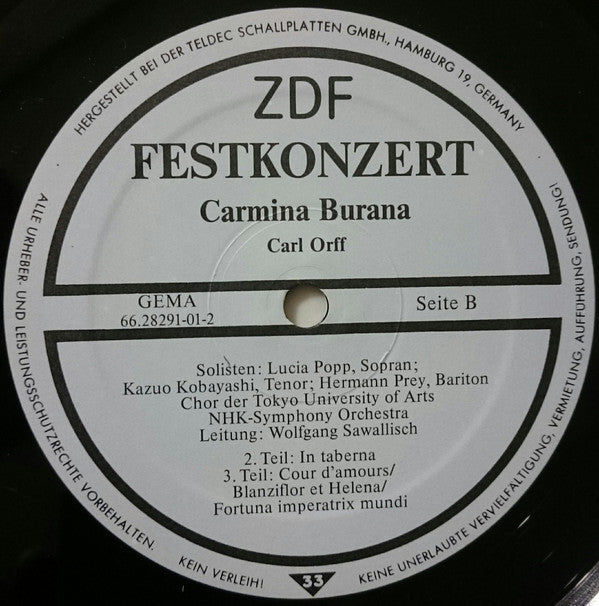 HERGESTELLT BEI DER TELDEC SCHALLPLATTEN GMBH., HAMBURG 19, GERMANY
ZDF
FESTKONZERT
Carmina Burana
Carl Orff
GEMA
66.28291-01-2
Seite B
Solisten: Lucia Popp, Sopran;
Kazuo Kobayashi, Tenor; Hermann Prey, Bariton
Chor der Tokyo University of Arts
NHK-Symphony Orchestra
Leitung: Wolfgang Sawallisch
2. Teil: In taberna
3. Teil: Cour d'amours/
Blanziflor et Helena/
Fortuna imperatrix mundi
ALLE URHEBER- UND LEISTUNGSSCHUTZRECHTE VORBEHALTEN. KEIN VERLEIH! KEINE UNERLAUBTE VERVIELFÄLTIGUNG, VERMIETUNG, AUFFÜHRUNG, SENDUNG!
33